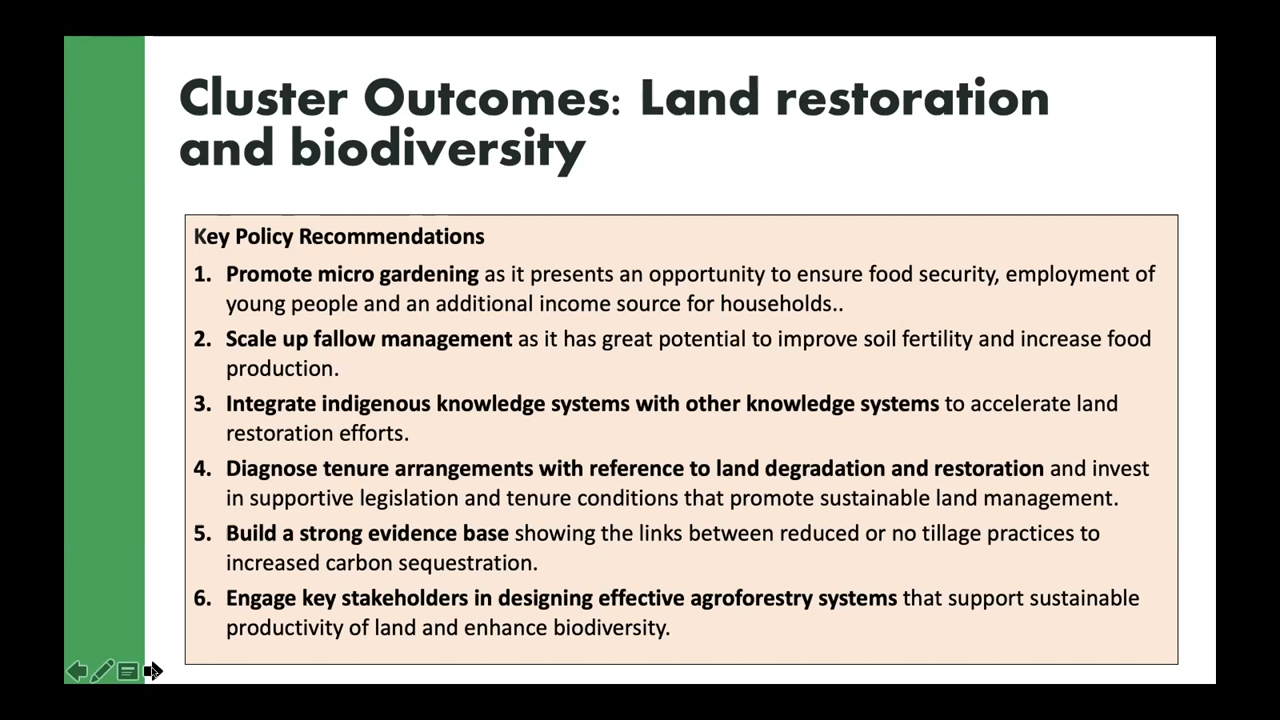 Cluster Outcomes: Land restoration
and biodiversity
Key Policy Recommendations
1. Promote micro gardening as it presents an opportunity to ensure food security, employment of
young people and an additional income source for households..
2. Scale up fallow management as it has great potential to improve soil fertility and increase food
production.
3. Integrate indigenous knowledge systems with other knowledge systems to accelerate land
restoration efforts.
4. Diagnose tenure arrangements with reference to land degradation and restoration and invest
in supportive legislation and tenure conditions that promote sustainable land management.
5. Build a strong evidence base showing the links between reduced or no tillage practices to
increased carbon sequestration.
6. Engage key stakeholders in designing effective agroforestry systems that support sustainable
productivity of land and enhance biodiversity.